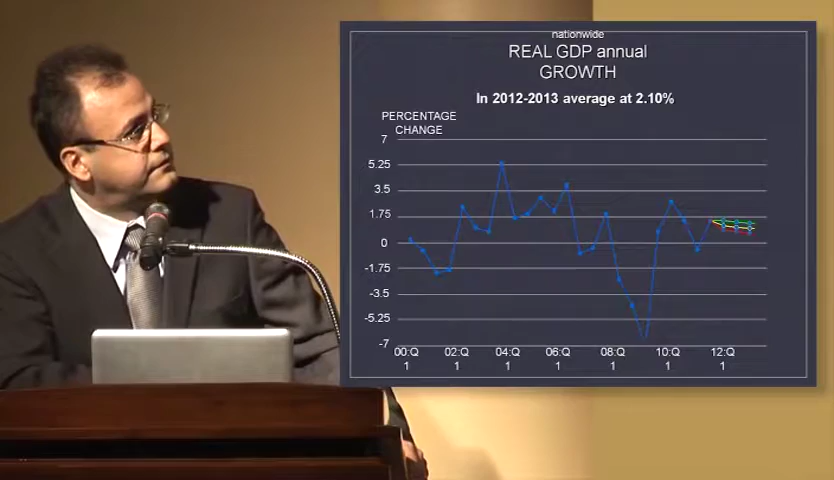 nationwide
REAL GDP annual
GROWTH
In 2012-2013 average at 2.10%
PERCENTAGE
CHANGE
7
5.25
3.5
1.75
0
-1.75
-3.5
-5.25
-7
00:Q 02:Q 04:Q 06:Q 08:Q 10:Q 12:Q
1 1 1 1 1 1 1